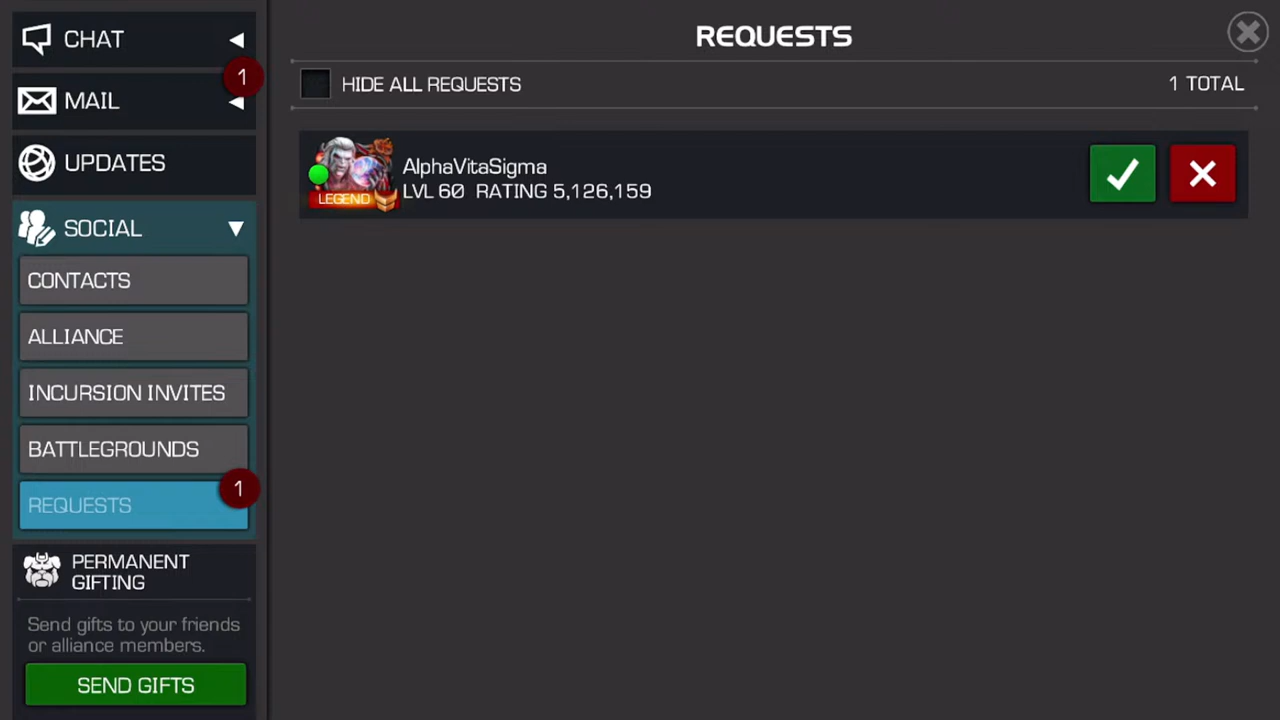 CHAT
1
MAIL
UPDATES
SOCIAL
CONTACTS
ALLIANCE
INCURSION INVITES
BATTLEGROUNDS
1
REQUESTS
PERMANENT
GIFTING
Send gifts to your friends
or alliance members.
SEND GIFTS
REQUESTS
HIDE ALL REQUESTS
1 TOTAL
AlphaVitaSigma
LVL 60 RATING 5,126,159
LEGEND